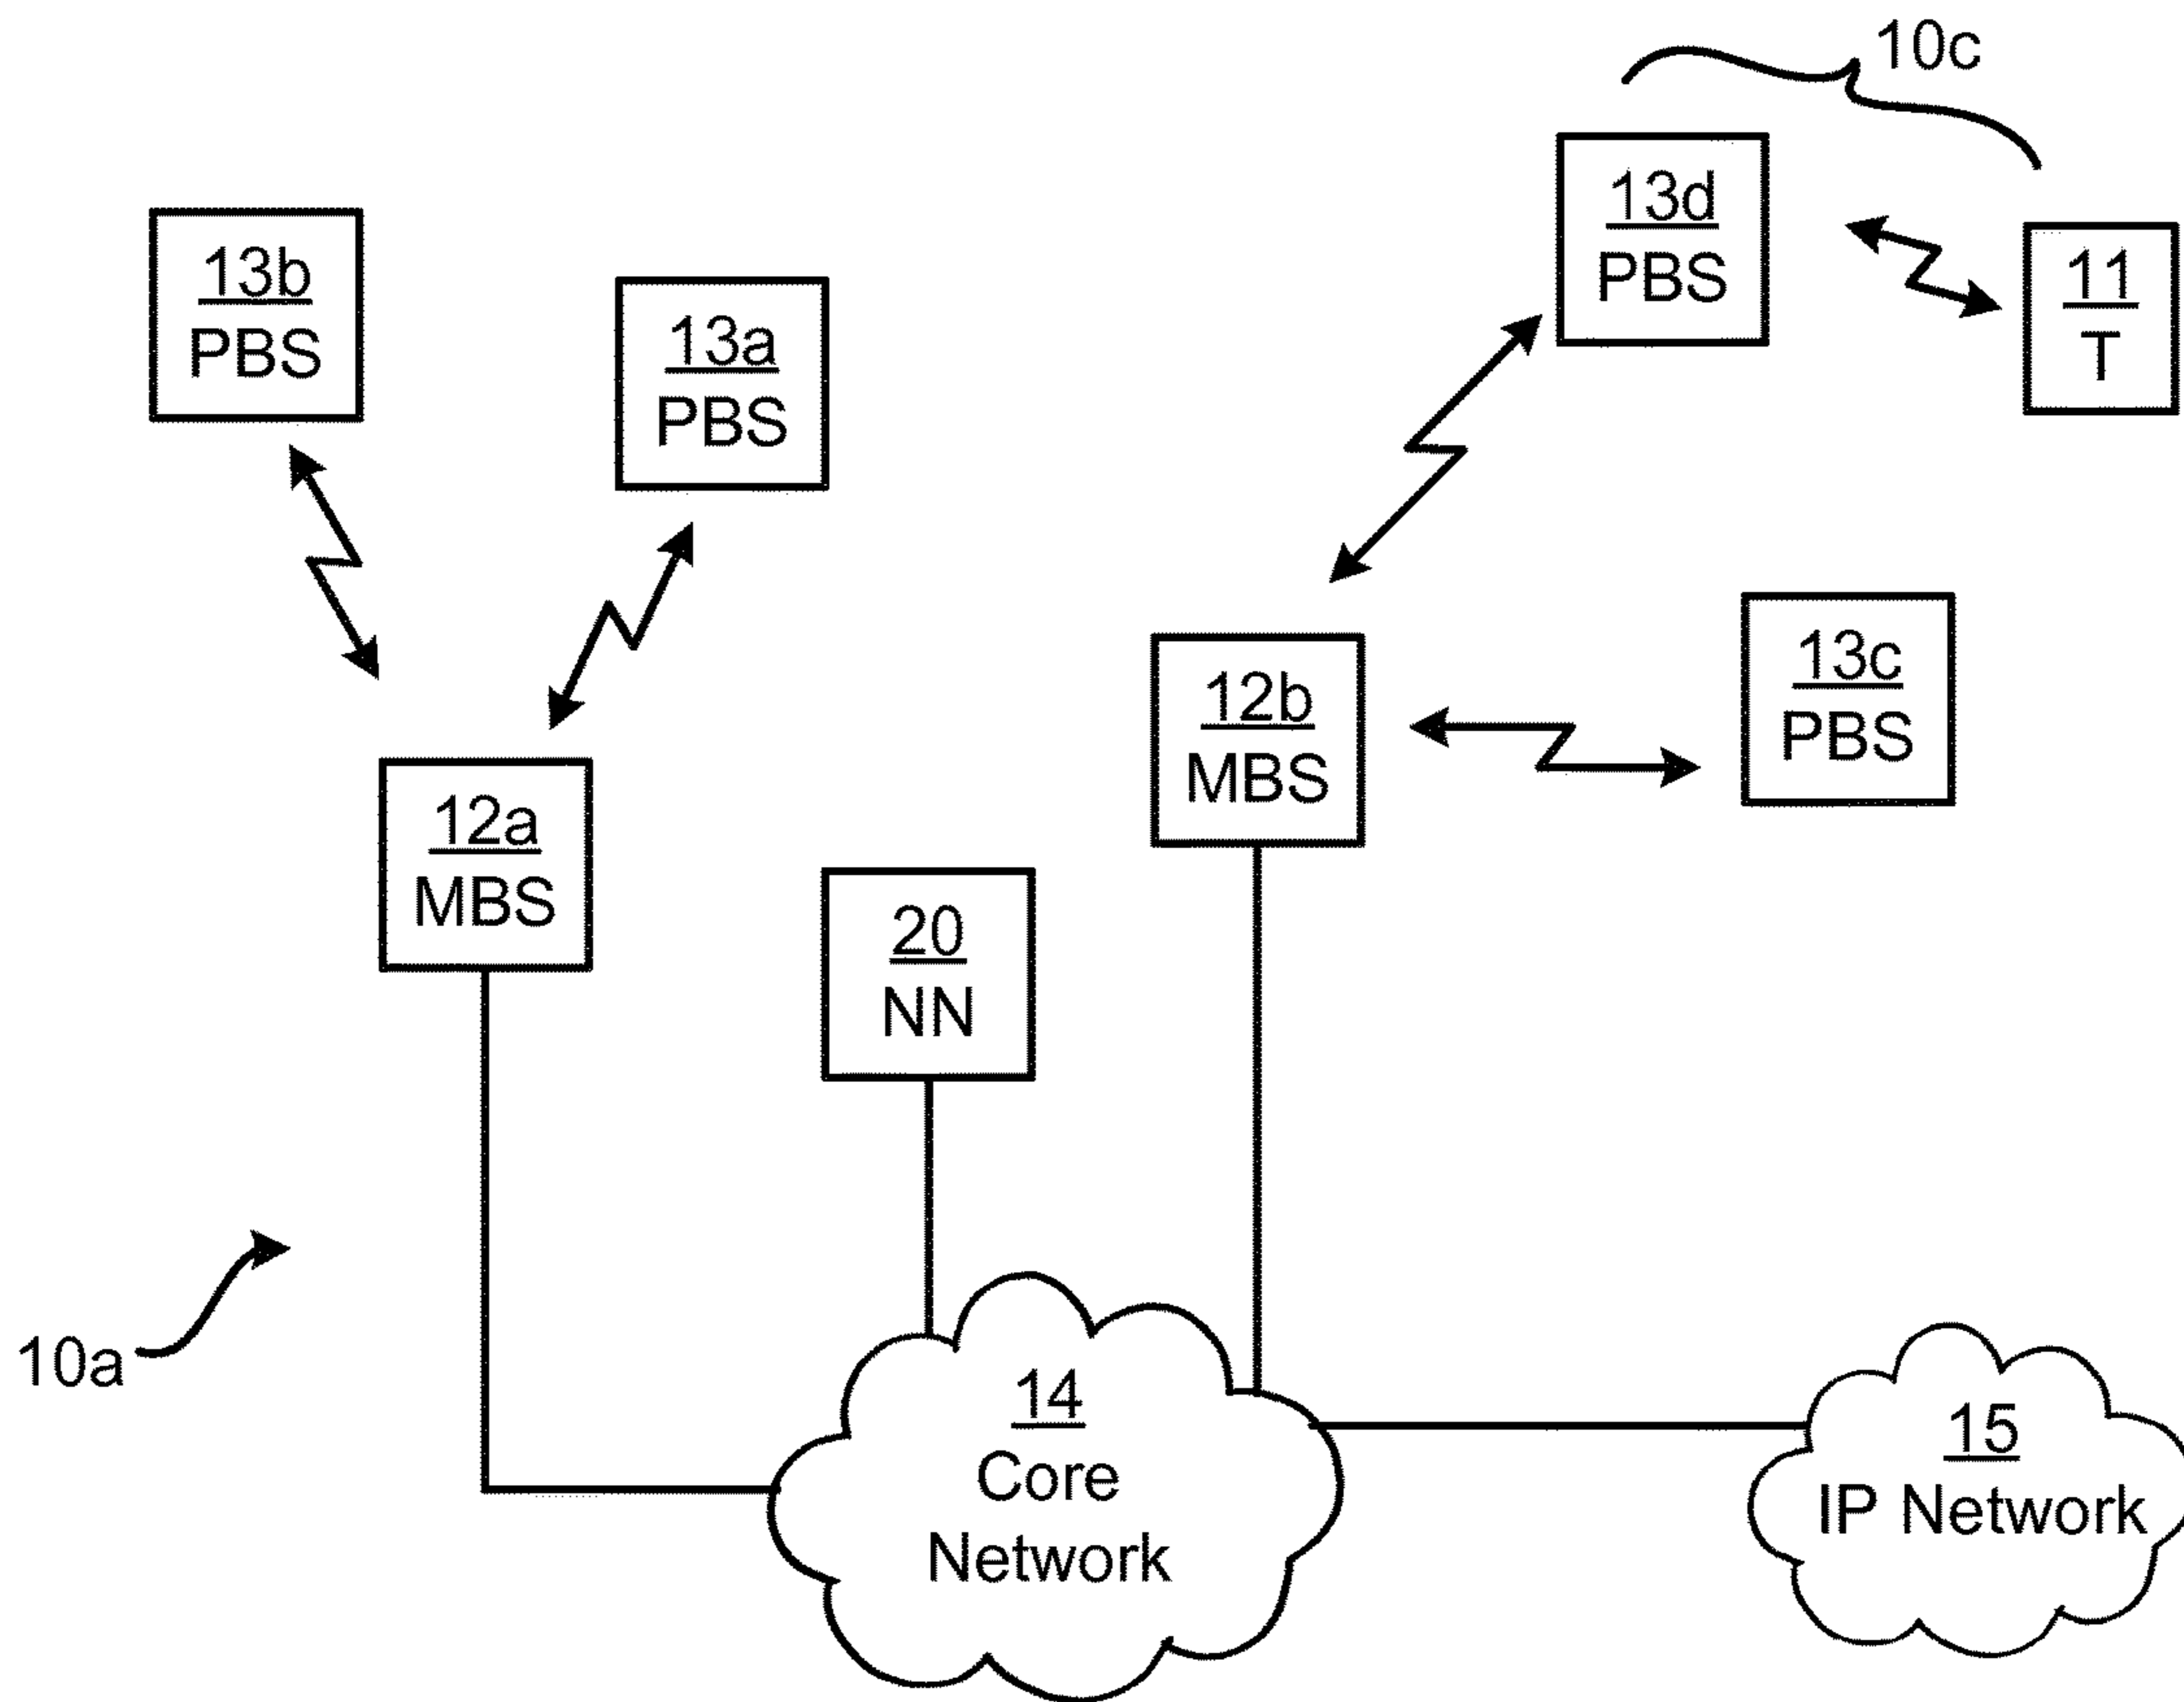 10c
13d
PBS
13b
PBS
11
T
13a
PBS
13c
PBS
12b
MBS
12a
MBS
20
NN
10a
14
Core
Network
15
IP Network